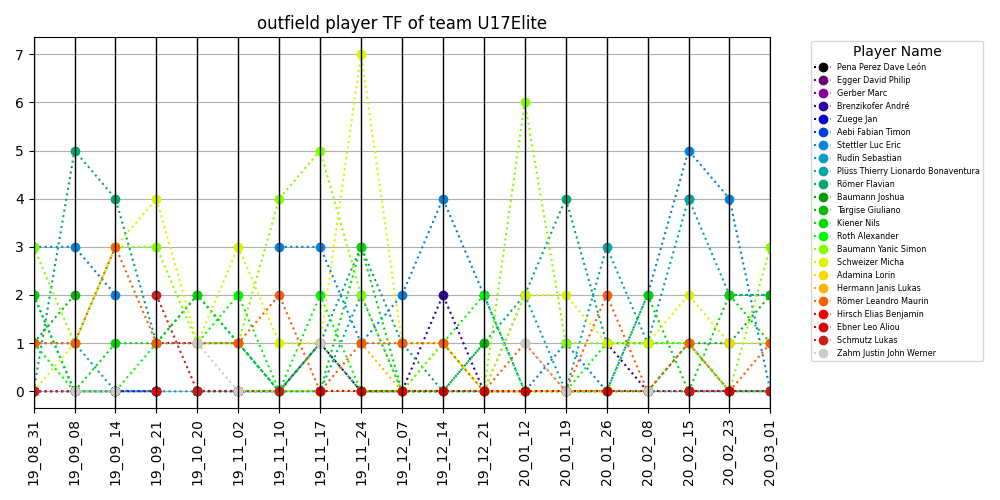 outfield player TF of team U17Elite
7
6
5
4
3
2
1
0
19_08_31
19_09_08
19_09_14
19_09_21
19_10_20
19_11_02
19_11_10
19_11_17
19_11_24
19_12_07
19_12_14
19_12_21
20_01_12
20_01_19
20_01_26
20_02_08
20_02_15
20_02_23
20_03_01
Player Name
Pena Perez Dave León
Egger David Philip
Gerber Marc
Brenzikofer André
Zuege Jan
Aebi Fabian Timon
Stettler Luc Eric
Rudin Sebastian
Plüss Thierry Lionardo Bonaventura
Römer Flavian
Baumann Joshua
Targise Giuliano
Kiener Nils
Roth Alexander
Baumann Yanic Simon
Schweizer Micha
Adamina Lorin
Hermann Janis Lukas
Römer Leandro Maurin
Hirsch Elias Benjamin
Ebner Leo Aliou
Schmutz Lukas
Zahm Justin John Werner